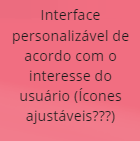 Interface
personalizável de
acordo com o
interesse do
usuário (Ícones
ajustáveis???)